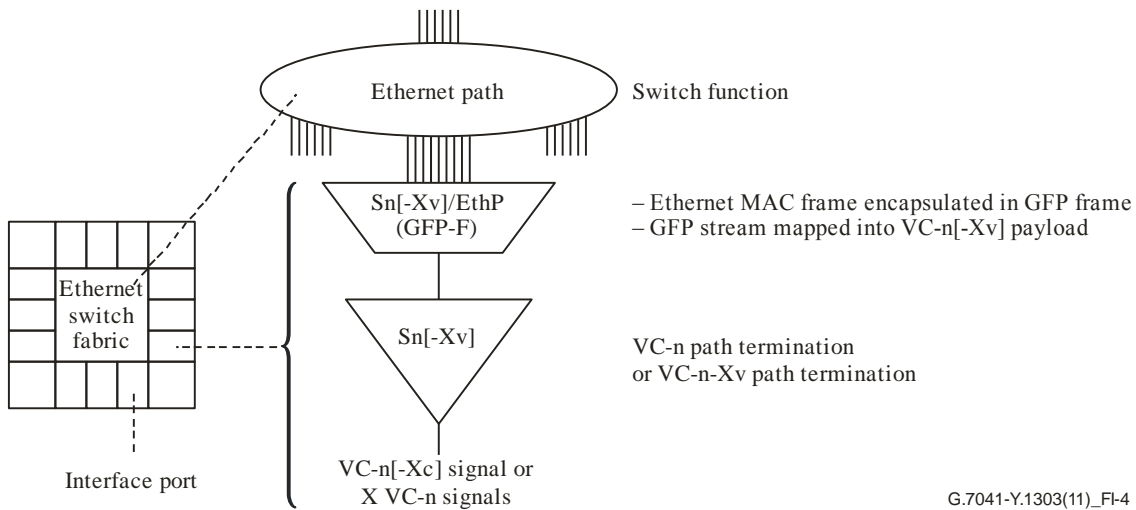 Ethernet path
Switch function
Sn[-Xv]/EthP
(GFP-F)
– Ethernet MAC frame encapsulated in GFP frame
– GFP stream mapped into VC-n[-Xv] payload
Ethernet
switch
fabric
Sn[-Xv]
VC-n path termination
or VC-n-Xv path termination
Interface port
VC-n[-Xc] signal or
X VC-n signals
G.7041-Y.1303(11)_FI-4